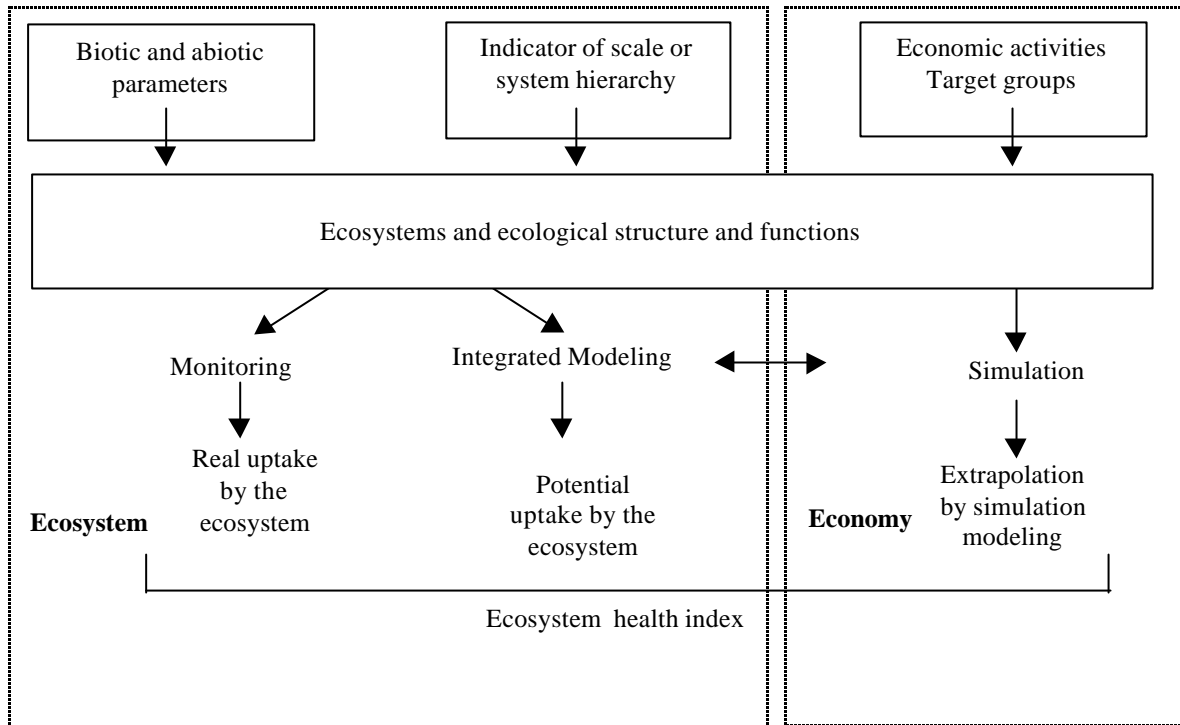 Biotic and abiotic
parameters
Indicator of scale or
system hierarchy
Economic activities
Target groups
Ecosystems and ecological structure and functions
Monitoring
Integrated Modeling
Simulation
Real uptake
by the
ecosystem
Potential
uptake by the
ecosystem
Extrapolation
by simulation
modeling
Ecosystem
Economy
Ecosystem health index